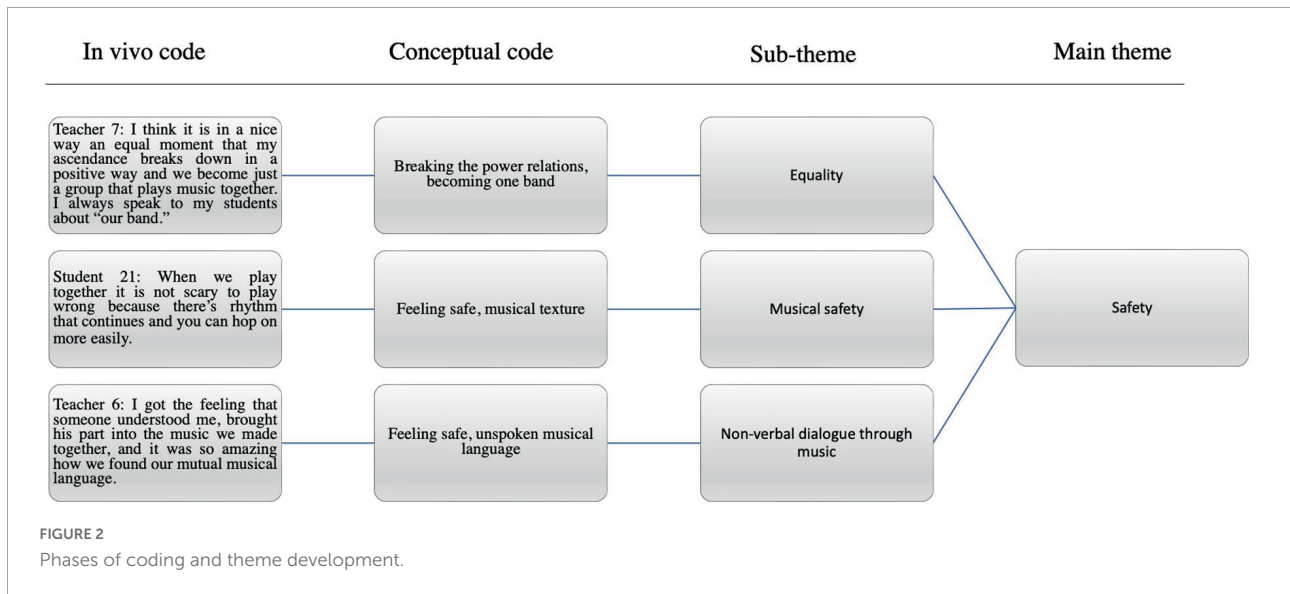 In vivo code
Conceptual code
Sub-theme
Main theme
Teacher 7: I think it is in a nice
way an equal moment that my
ascendance breaks down in a
positive way and we become just
a group that plays music together.
I always speak to my students
about “our band.”
Breaking the power relations,
becoming one band
Equality
Student 21: When we play
together it is not scary to play
wrong because there’s rhythm
that continues and you can hop on
more easily.
Feeling safe, musical texture
Musical safety
Safety
Teacher 6: I got the feeling that
someone understood me, brought
his part into the music we made
together, and it was so amazing
how we found our mutual musical
language.
Feeling safe, unspoken musical
language
Non-verbal dialogue through
music
FIGURE 2
Phases of coding and theme development.